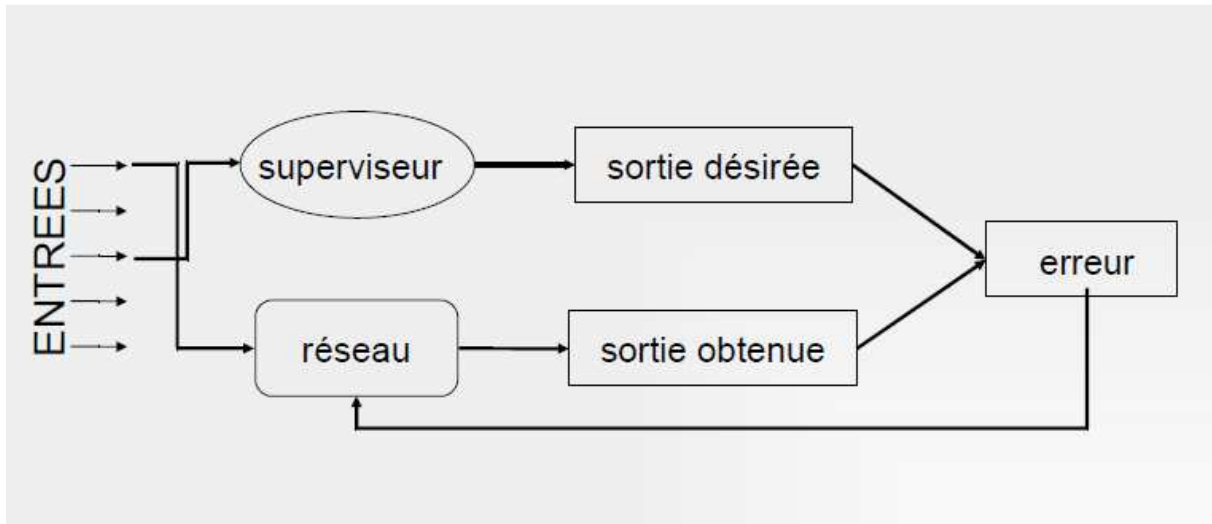 ENTREES
superviseur
sortie désirée
erreur
réseau
sortie obtenue